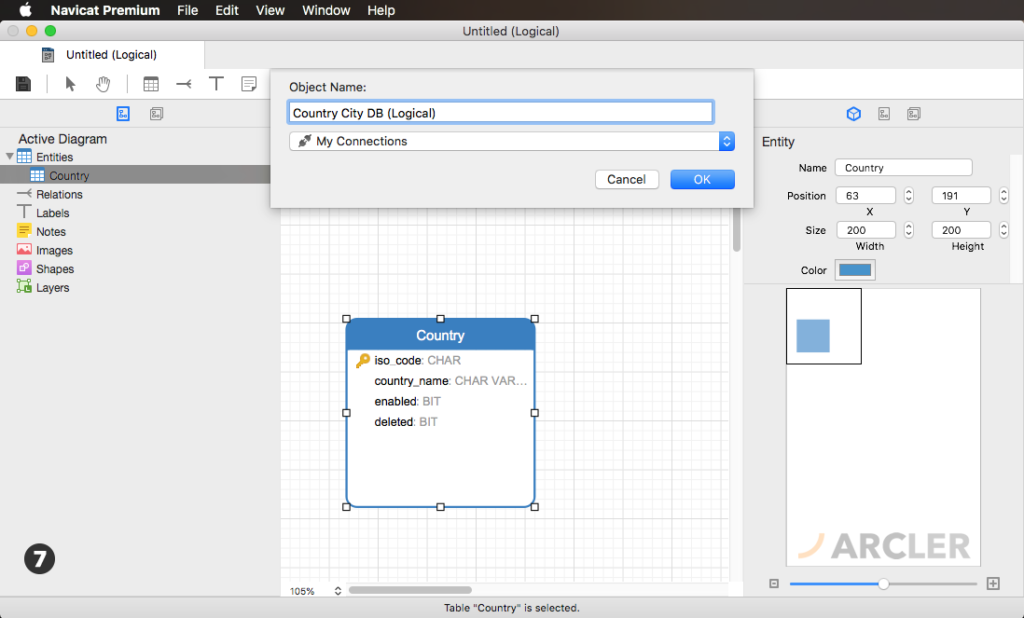 Navicat Premium File Edit View Window Help
Untitled (Logical)
Untitled (Logical)
Object Name:
Country City DB (Logical)
My Connections
Cancel OK
Active Diagram
Entities
Country
Relations
Labels
Notes
Images
Shapes
Layers
Country
iso_code: CHAR
country_name: CHAR VAR...
enabled: BIT
deleted: BIT
Entity
Name Country
Position 63 191
X Y
Size 200 200
Width Height
Color
ARCLER
7
105%
Table "Country" is selected.